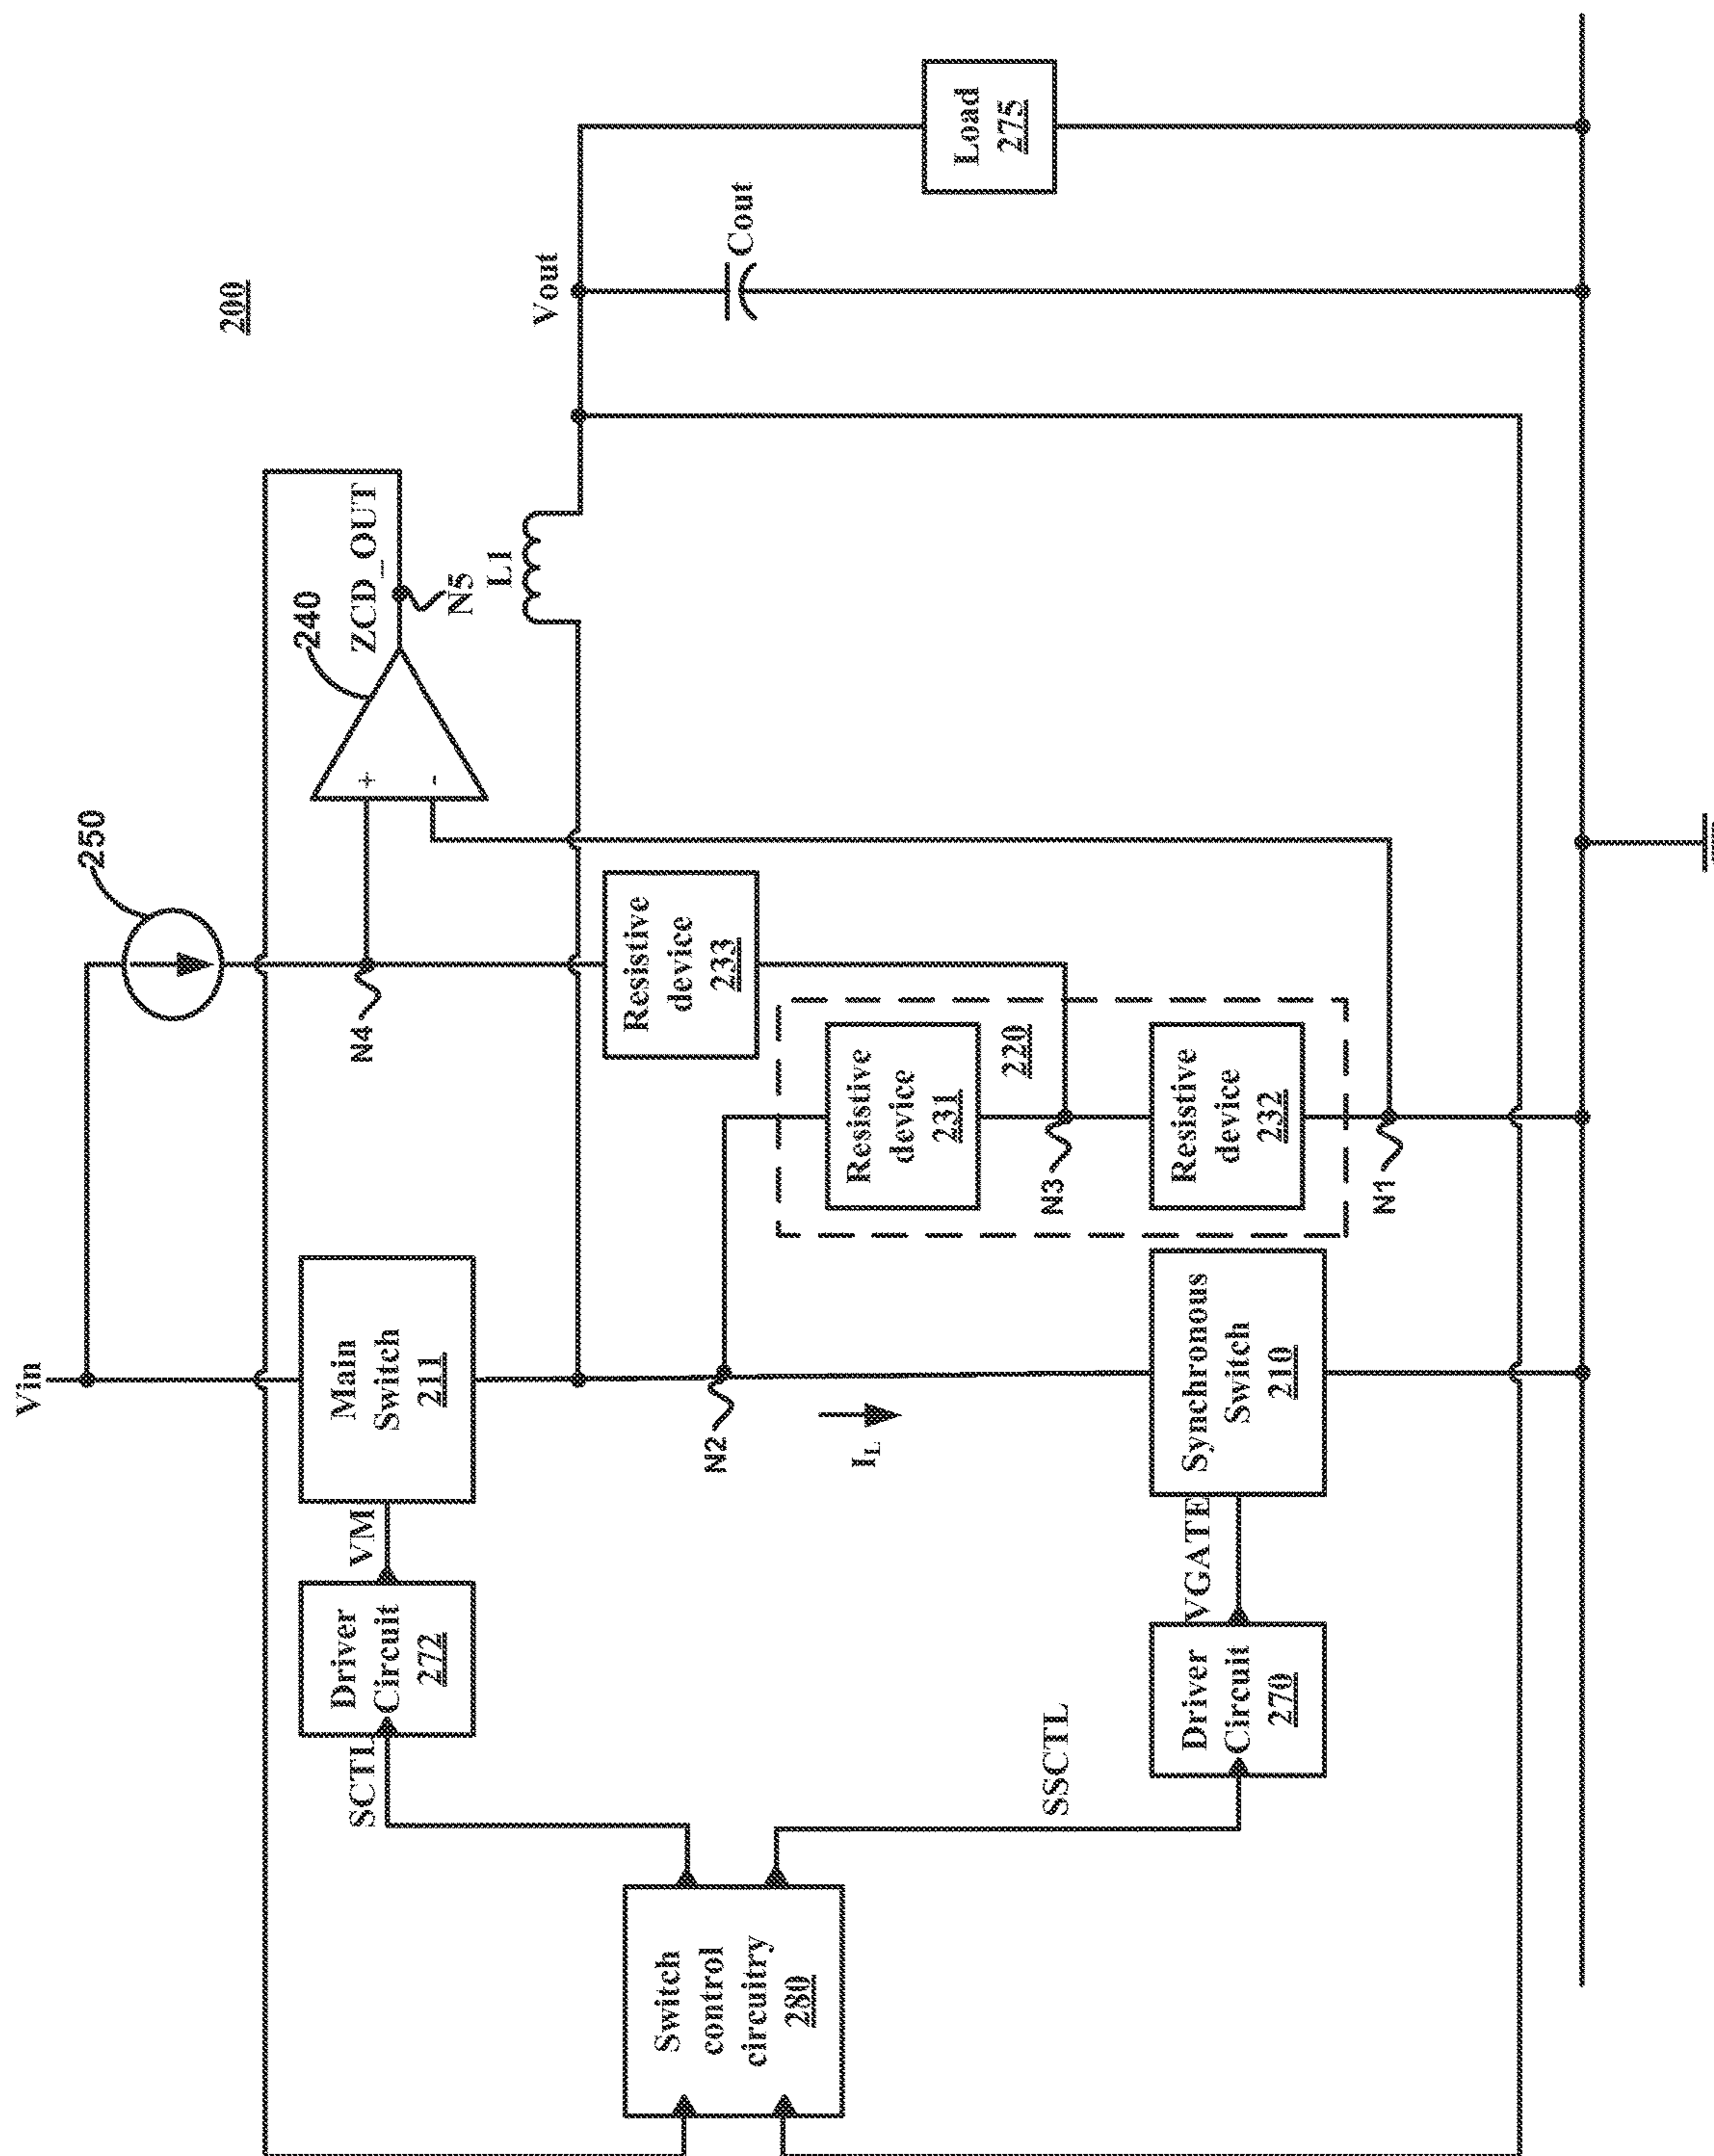 200
Vin
250
Main
Switch
211
VM
Driver
Circuit
272
SCTL
N4
240
+
-
ZCD_OUT
N5
L1
Vout
Cout
Load
275
Resistive
device
233
N2
IL
Resistive
device
231
220
N3
Resistive
device
232
N1
Synchronous
Switch
210
VGATE
Driver
Circuit
270
SSCTL
Switch
control
circuitry
280